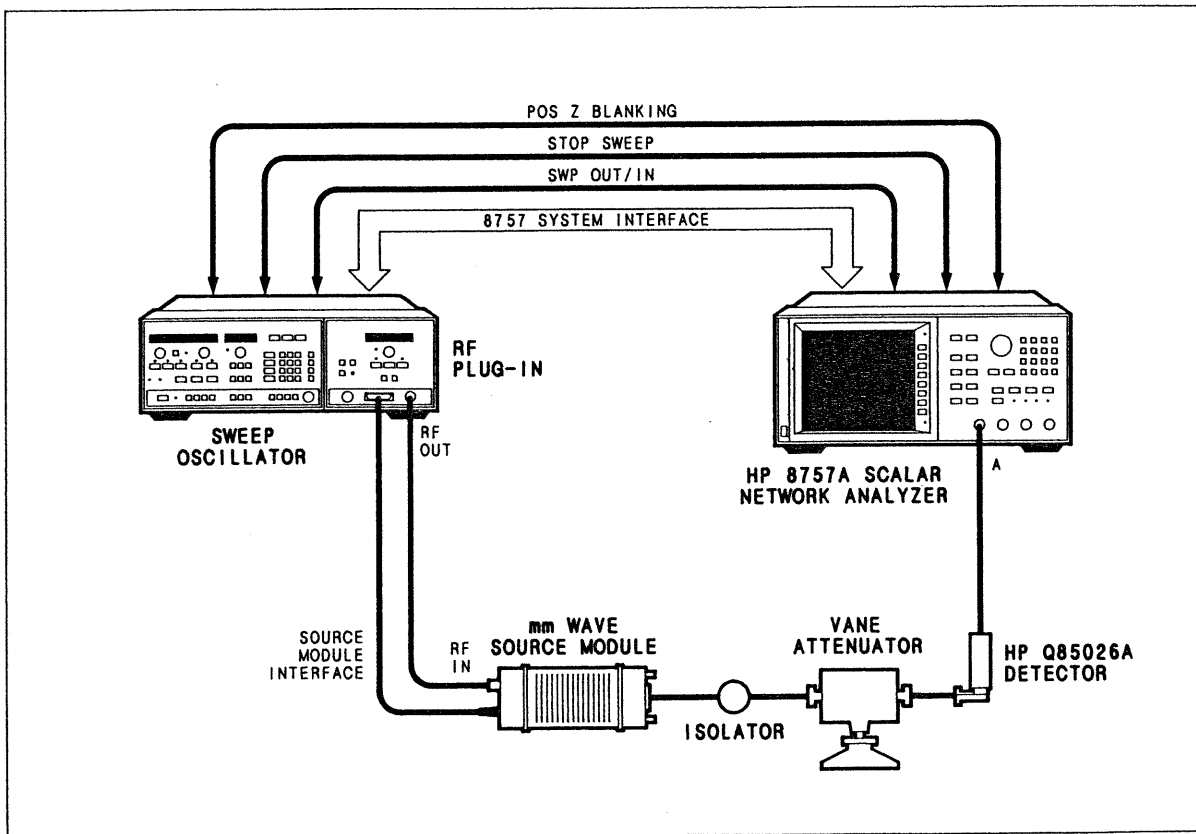 POS Z BLANKING
STOP SWEEP
SWP OUT/IN
8757 SYSTEM INTERFACE
RF
PLUG-IN
SWEEP
OSCILLATOR
RF
OUT
A
HP 8757A SCALAR
NETWORK ANALYZER
SOURCE
MODULE
INTERFACE
RF
IN
mm WAVE
SOURCE MODULE
ISOLATOR
VANE
ATTENUATOR
HP Q85026A
DETECTOR